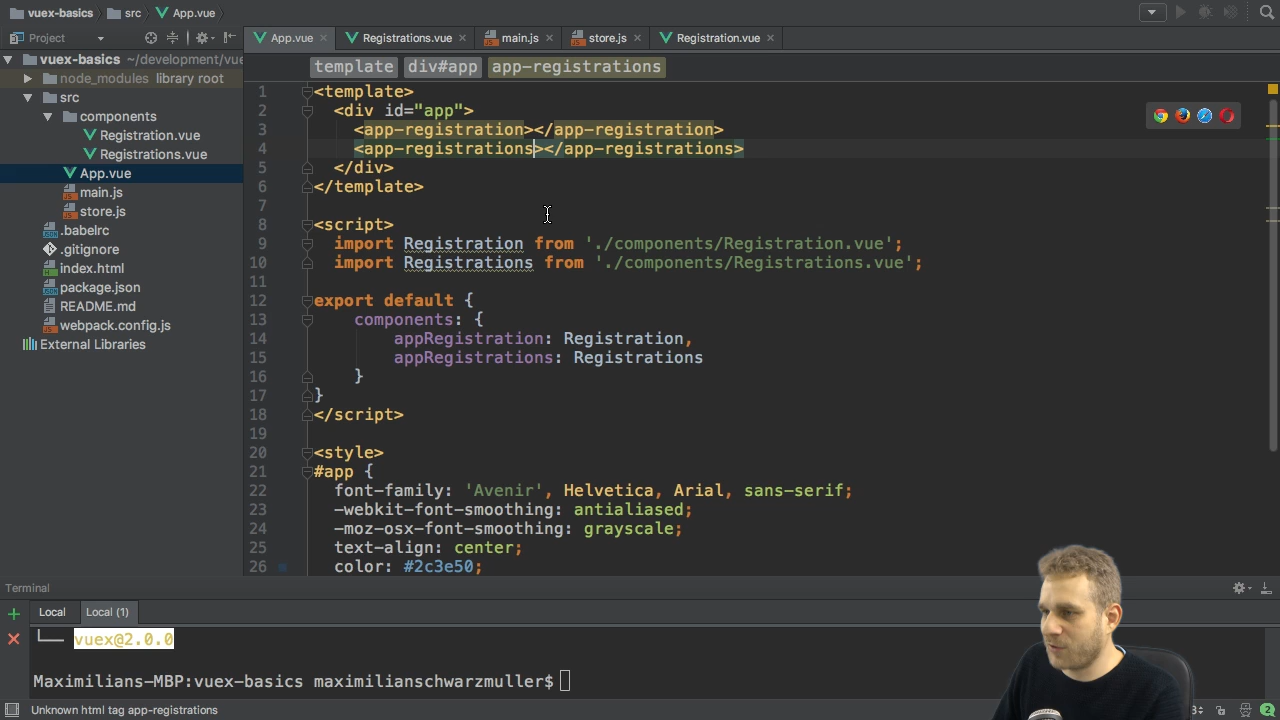 vuex-basics src App.vue
Project
App.vue Registrations.vue main.js store.js Registration.vue
vuex-basics ~/development/vue
node_modules library root
src
components
Registration.vue
Registrations.vue
App.vue
main.js
store.js
.babelrc
.gitignore
index.html
package.json
README.md
webpack.config.js
External Libraries
template div#app app-registrations
1 <template>
2 <div id="app">
3 <app-registration></app-registration>
4 <app-registrations></app-registrations>
5 </div>
6 </template>
7
8 <script>
9 import Registration from './components/Registration.vue';
10 import Registrations from './components/Registrations.vue';
11
12 export default {
13 components: {
14 appRegistration: Registration,
15 appRegistrations: Registrations
16 }
17 }
18 </script>
19
20 <style>
21 #app {
22 font-family: 'Avenir', Helvetica, Arial, sans-serif;
23 -webkit-font-smoothing: antialiased;
24 -moz-osx-font-smoothing: grayscale;
25 text-align: center;
26 color: #2c3e50;
Terminal
Local Local (1)
└── vuex@2.0.0
Maximilians-MBP:vuex-basics maximilianschwarzmuller$
Unknown html tag app-registrations
2